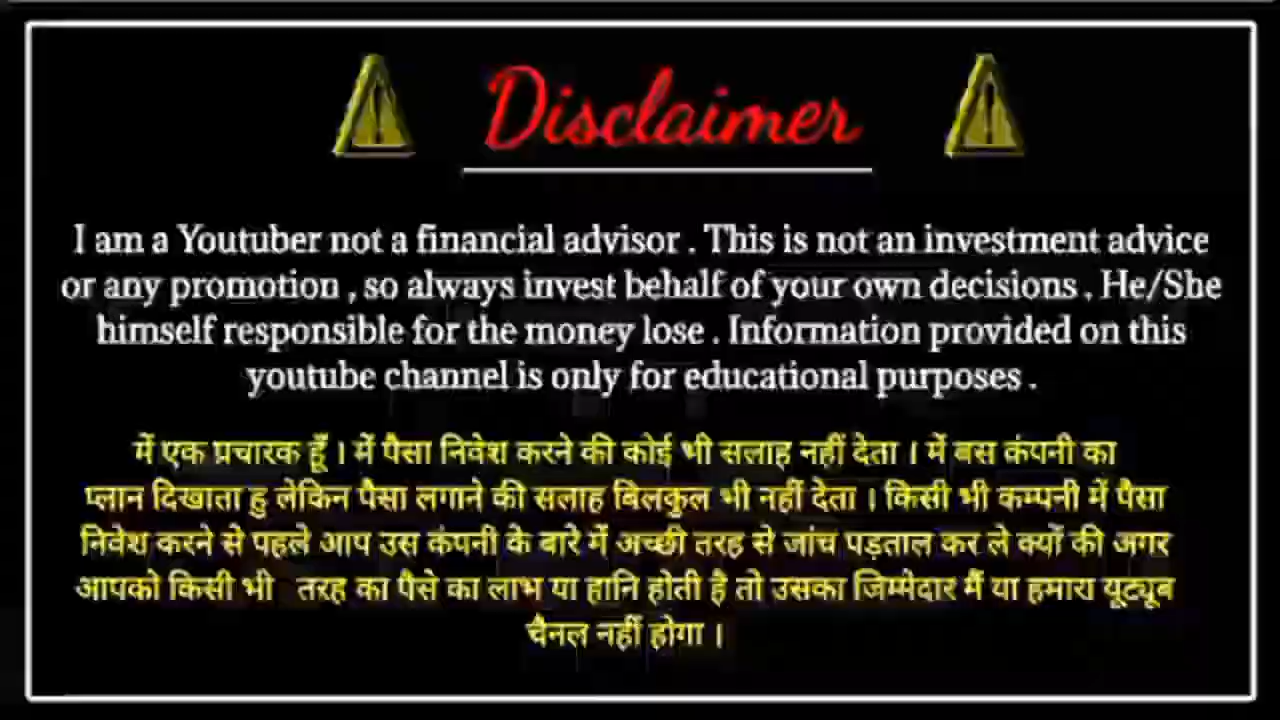 Disclaimer
I am a Youtuber not a financial advisor . This is not an investment advice
or any promotion , so always invest behalf of your own decisions . He/She
himself responsible for the money lose . Information provided on this
youtube channel is only for educational purposes .
में एक प्रचारक हूँ । में पैसा निवेश करने की कोई भी सलाह नहीं देता । में बस कंपनी का
प्लान दिखाता हु लेकिन पैसा लगाने की सलाह बिलकुल भी नहीं देता । किसी भी कम्पनी में पैसा
निवेश करने से पहले आप उस कंपनी के बारे में अच्छी तरह से जांच पड़ताल कर ले क्यों की अगर
आपको किसी भी तरह का पैसे का लाभ या हानि होती है तो उसका जिम्मेदार मैं या हमारा यूट्यूब
चैनल नहीं होगा ।